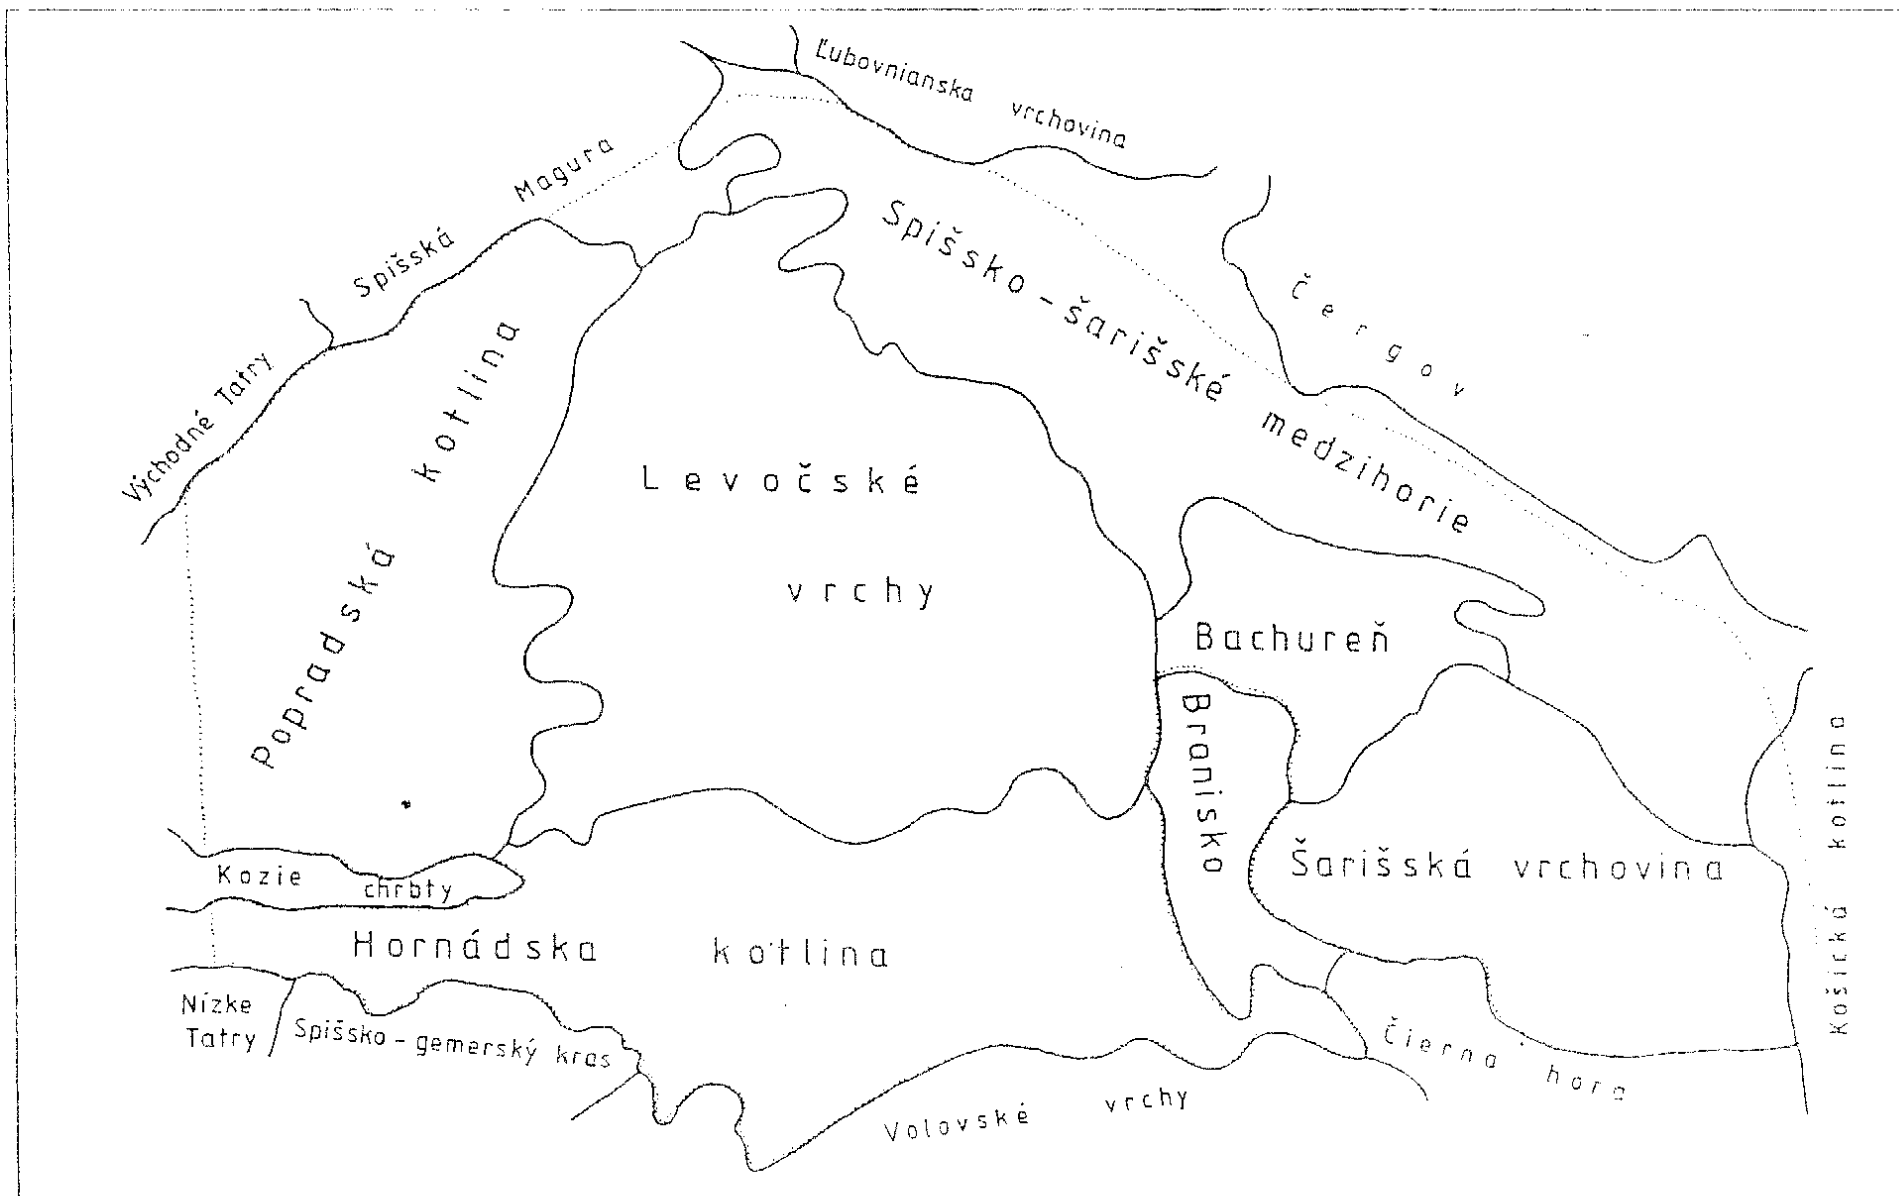 Ľubovnianska vrchovina
Spišská Magura
Východné Tatry
Spišsko-šarišské medzihorie
Čergov
Popradská kotlina
Levočské
vrchy
Bachureň
Branisko
Šarišská vrchovina
Košická kotlina
Kozie chrbty
Hornádska kotlina
Nízke
Tatry
Spišsko-gemerský kras
Čierna hora
Volovské vrchy